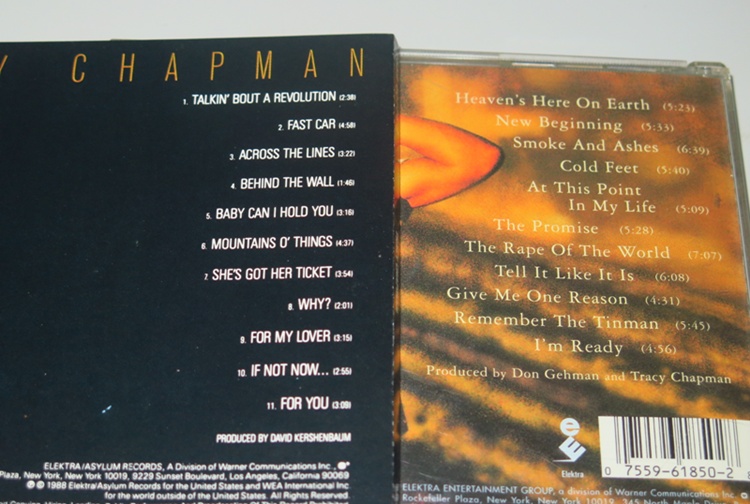 Y CHAPMAN
1. TALKIN' BOUT A REVOLUTION (2:38)
2. FAST CAR (4:58)
3. ACROSS THE LINES (3:22)
4. BEHIND THE WALL (1:46)
5. BABY CAN I HOLD YOU (3:16)
6. MOUNTAINS O' THINGS (4:37)
7. SHE'S GOT HER TICKET (3:54)
8. WHY? (2:01)
9. FOR MY LOVER (3:15)
10. IF NOT NOW... (2:55)
11. FOR YOU (3:09)
PRODUCED BY DAVID KERSHENBAUM
ELEKTRA/ASYLUM RECORDS, A Division of Warner Communications Inc.,
Plaza, New York, New York 10019, 9229 Sunset Boulevard, Los Angeles, California 90069
℗ © 1988 Elektra/Asylum Records for the United States and WEA International Inc.
for the world outside of the United States. All Rights Reserved
Heaven's Here On Earth (5:23)
New Beginning (5:33)
Smoke And Ashes (6:39)
Cold Feet (5:40)
At This Point
In My Life (5:09)
The Promise (5:28)
The Rape Of The World (7:07)
Tell It Like It Is (6:08)
Give Me One Reason (4:31)
Remember The Tinman (5:45)
I'm Ready (4:56)
Produced by Don Gehman and Tracy Chapman
Elektra
0 7559-61850-2
ELEKTRA ENTERTAINMENT GROUP, a division of Warner Communications Inc.
Rockefeller Plaza, New York, New York 10019